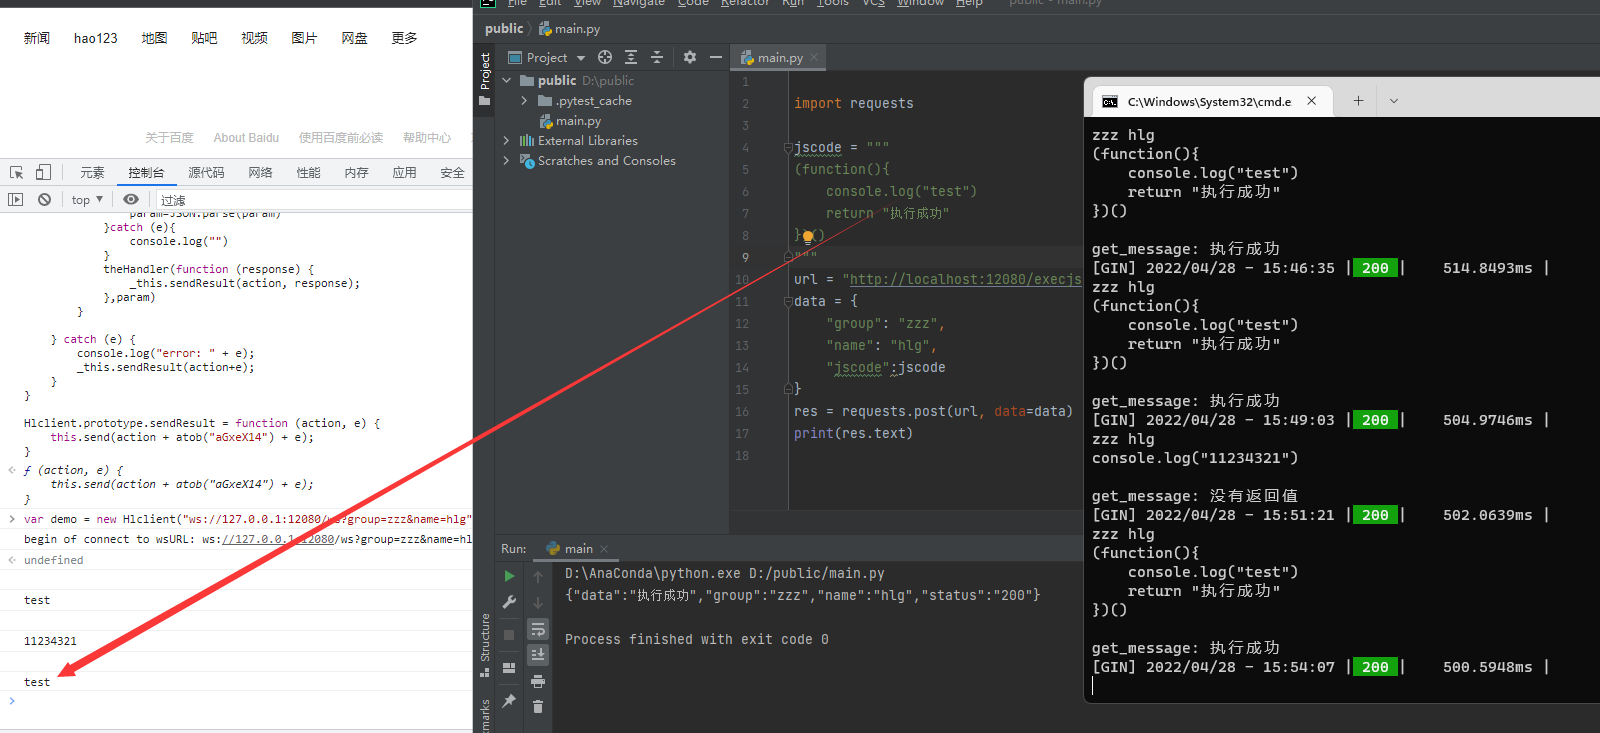 新闻 hao123 地图 贴吧 视频 图片 网盘 更多
关于百度 About Baidu 使用百度前必读 帮助中心
元素 控制台 源代码 网络 性能 内存 应用 安全
top 过滤
param=JSON.parse(param)
}catch (e){
console.log("")
}
theHandler(function (response) {
_this.sendResult(action, response);
},param)
}
} catch (e) {
console.log("error: " + e);
_this.sendResult(action+e);
}
}
Hlclient.prototype.sendResult = function (action, e) {
this.send(action + atob("aGxeX14") + e);
}
ƒ (action, e) {
this.send(action + atob("aGxeX14") + e);
}
var demo = new Hlclient("ws://127.0.0.1:12080/ws?group=zzz&name=hlg"
begin of connect to wsURL: ws://127.0.0.1:12080/ws?group=zzz&name=hl
undefined
test
11234321
test
File Edit View Navigate Code Refactor Run Tools VCS Window Help public - main.py
public main.py
Project
Project
public D:\public
.pytest_cache
main.py
External Libraries
Scratches and Consoles
main.py
1
2 import requests
3
4 jscode = """
5 (function(){
6 console.log("test")
7 return "执行成功"
8 })()
9 """
10 url = "http://localhost:12080/execjs
11 data = {
12 "group": "zzz",
13 "name": "hlg",
14 "jscode":jscode
15 }
16 res = requests.post(url, data=data)
17 print(res.text)
18
Run: main
D:\AnaConda\python.exe D:/public/main.py
{"data":"执行成功","group":"zzz","name":"hlg","status":"200"}
Process finished with exit code 0
Structure
marks
C:\Windows\System32\cmd.e
zzz hlg
(function(){
console.log("test")
return "执行成功"
})()
get_message: 执行成功
[GIN] 2022/04/28 - 15:46:35 | 200 | 514.8493ms |
zzz hlg
(function(){
console.log("test")
return "执行成功"
})()
get_message: 执行成功
[GIN] 2022/04/28 - 15:49:03 | 200 | 504.9746ms |
zzz hlg
console.log("11234321")
get_message: 没有返回值
[GIN] 2022/04/28 - 15:51:21 | 200 | 502.0639ms |
zzz hlg
(function(){
console.log("test")
return "执行成功"
})()
get_message: 执行成功
[GIN] 2022/04/28 - 15:54:07 | 200 | 500.5948ms |